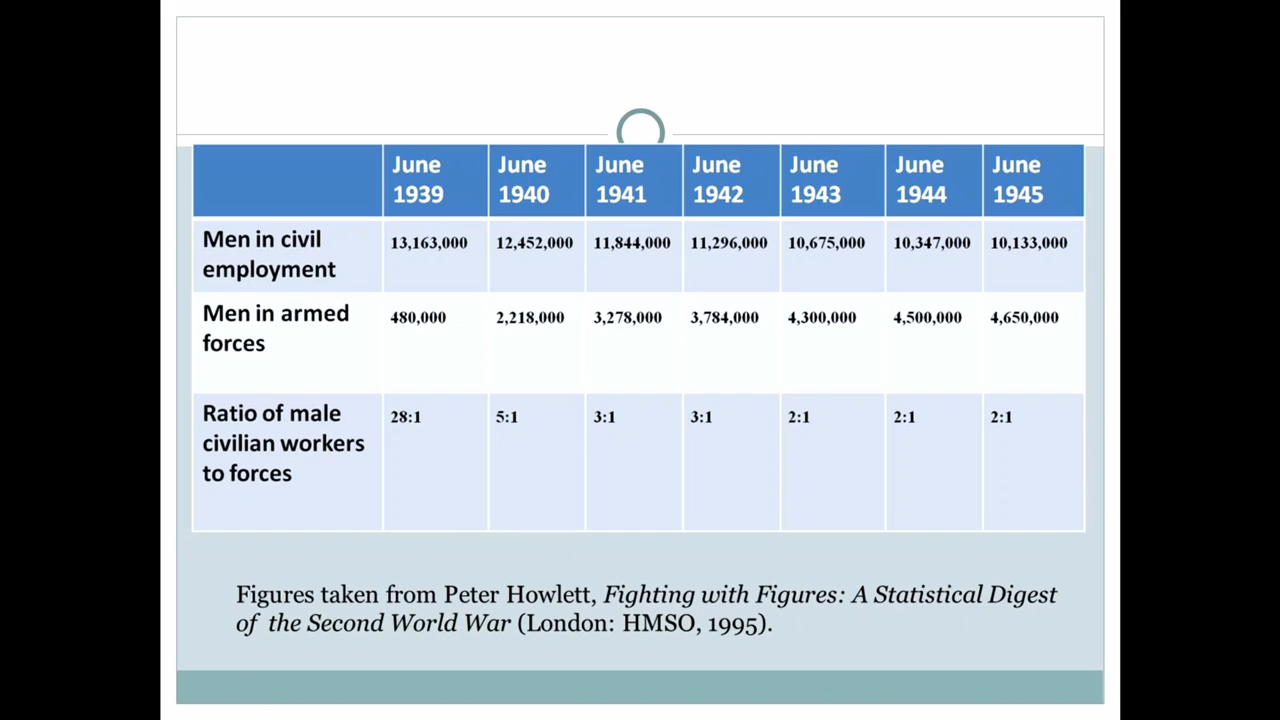 June 1939 June 1940 June 1941 June 1942 June 1943 June 1944 June 1945
Men in civil employment 13,163,000 12,452,000 11,844,000 11,296,000 10,675,000 10,347,000 10,133,000
Men in armed forces 480,000 2,218,000 3,278,000 3,784,000 4,300,000 4,500,000 4,650,000
Ratio of male civilian workers to forces 28:1 5:1 3:1 3:1 2:1 2:1 2:1
Figures taken from Peter Howlett, Fighting with Figures: A Statistical Digest
of the Second World War (London: HMSO, 1995).